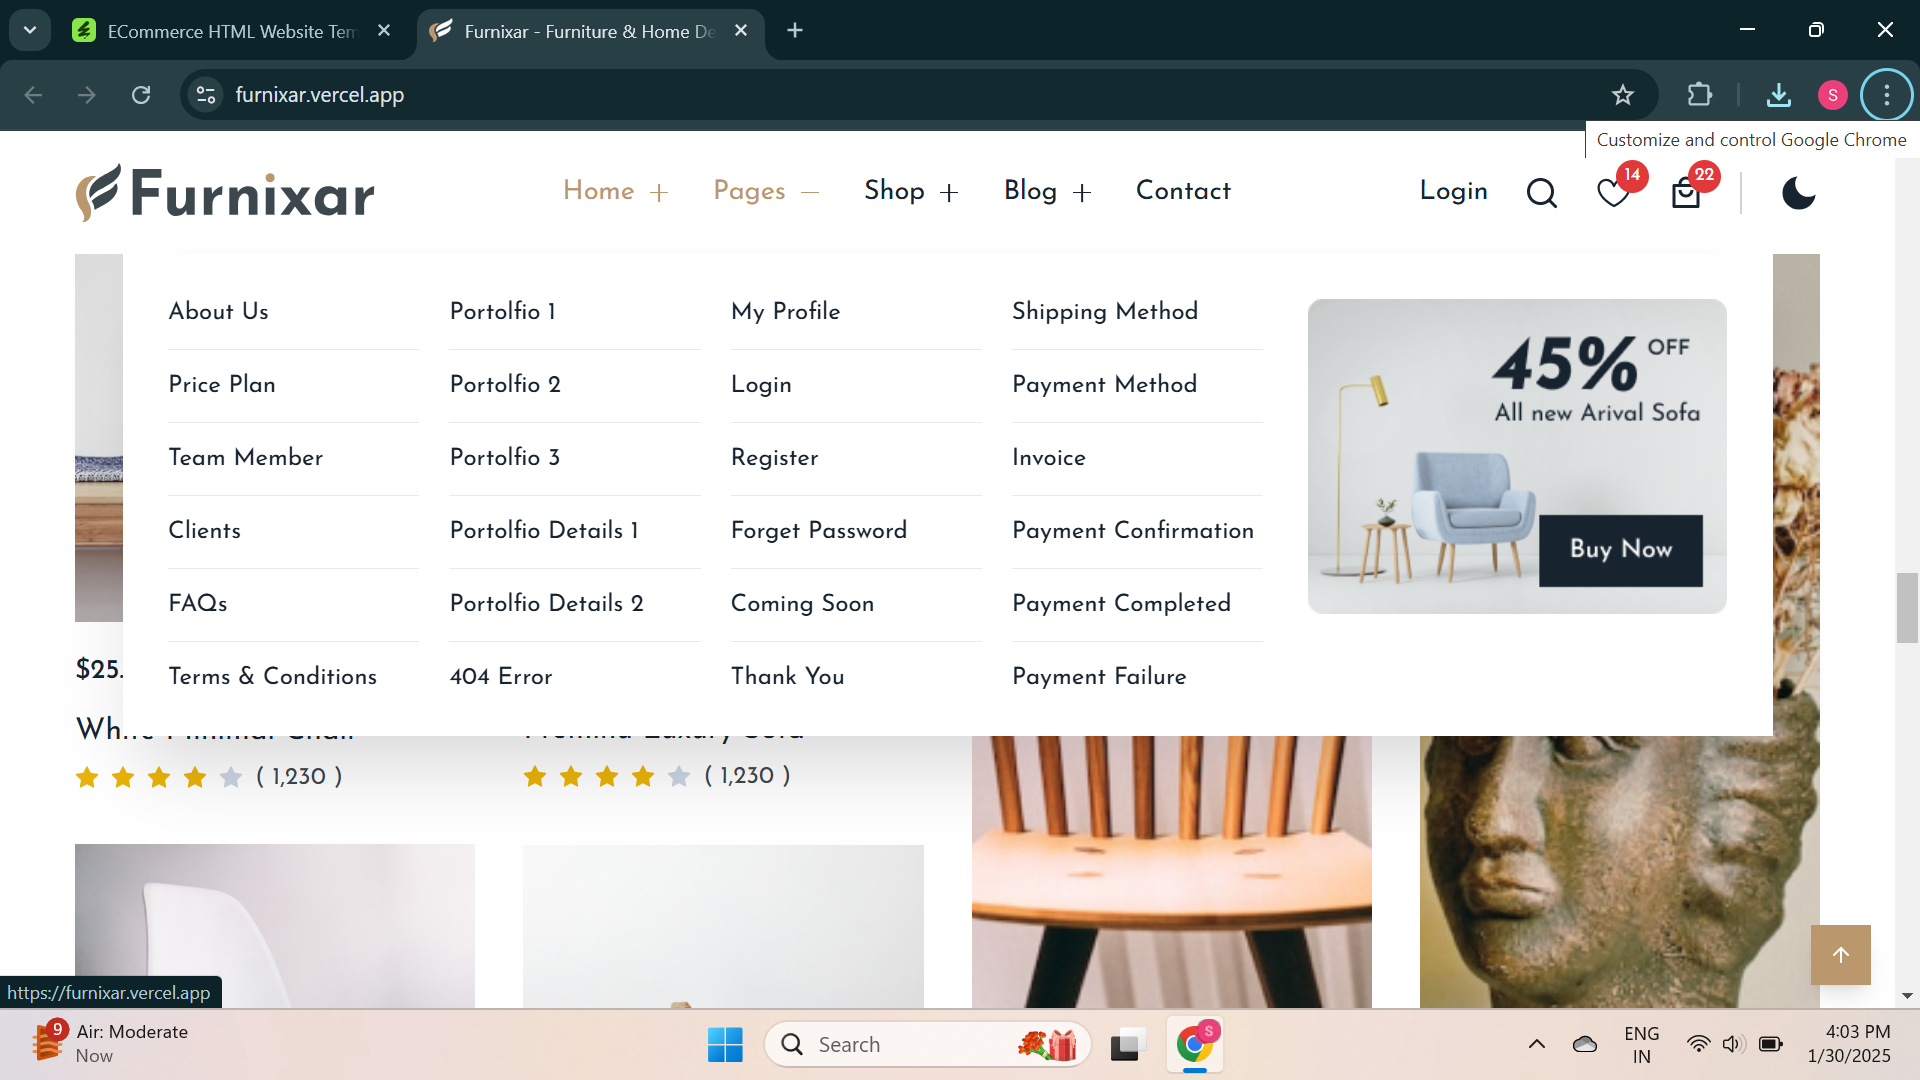 ECommerce HTML Website Tem
Furnixar - Furniture & Home De
furnixar.vercel.app
S
Customize and control Google Chrome
Furnixar
Home
Pages
Shop
Blog
Contact
Login
14
22
About Us
Portolfio 1
My Profile
Shipping Method
Price Plan
Portolfio 2
Login
Payment Method
Team Member
Portolfio 3
Register
Invoice
Clients
Portolfio Details 1
Forget Password
Payment Confirmation
FAQs
Portolfio Details 2
Coming Soon
Payment Completed
Terms & Conditions
404 Error
Thank You
Payment Failure
45% OFF
All new Arival Sofa
Buy Now
$25.
White Minimal Chair
( 1,230 )
( 1,230 )
https://furnixar.vercel.app
9
Air: Moderate
Now
Search
S
ENG
IN
4:03 PM
1/30/2025